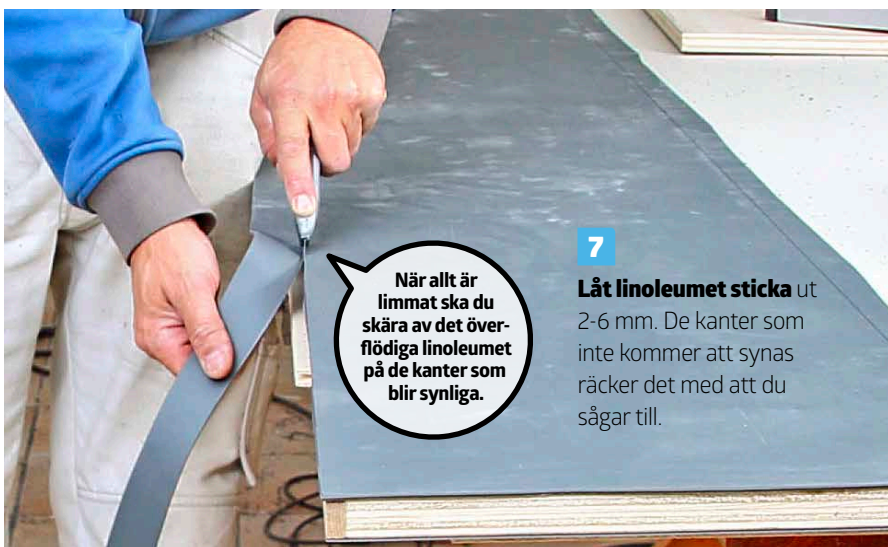 När allt är
limmat ska du
skära av det över-
flödiga linoleumet
på de kanter som
blir synliga.
7
Låt linoleumet sticka ut
2-6 mm. De kanter som
inte kommer att synas
räcker det med att du
sågar till.